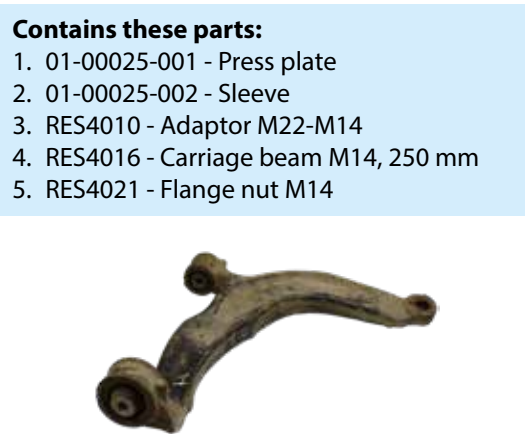 Contains these parts:
1. 01-00025-001 - Press plate
2. 01-00025-002 - Sleeve
3. RES4010 - Adaptor M22-M14
4. RES4016 - Carriage beam M14, 250 mm
5. RES4021 - Flange nut M14